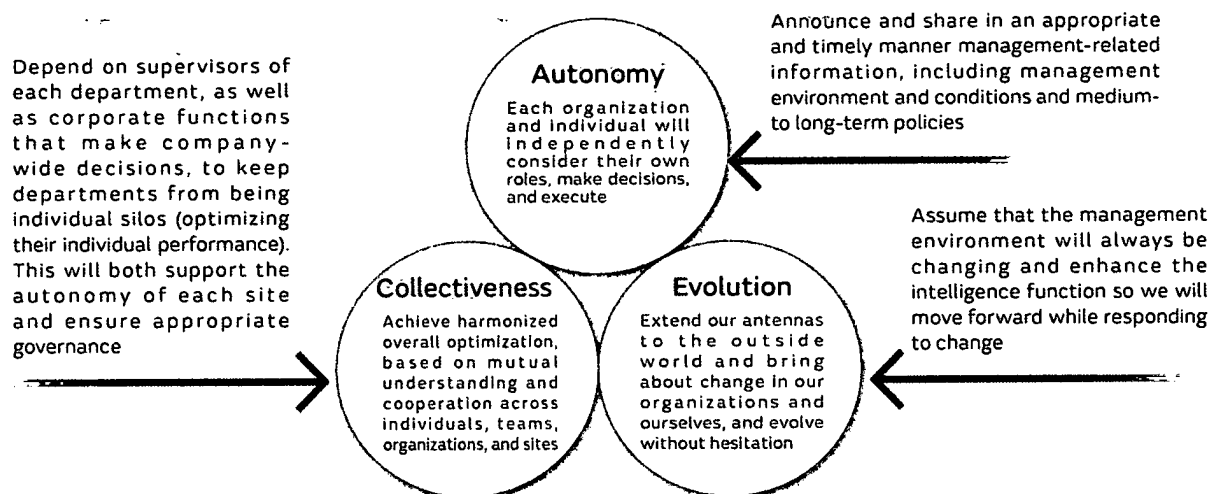 Depend on supervisors of
each department, as well
as corporate functions
that make company-
wide decisions, to keep
departments from being
individual silos (optimizing
their individual performance).
This will both support the
autonomy of each site
and ensure appropriate
governance
Autonomy
Each organization
and individual will
independently
consider their own
roles, make decisions,
and execute
Announce and share in an appropriate
and timely manner management-related
information, including management
environment and conditions and medium-
to long-term policies
Collectiveness
Achieve harmonized
overall optimization,
based on mutual
understanding and
cooperation across
individuals, teams,
organizations, and sites
Evolution
Extend our antennas
to the outside
world and bring
about change in our
organizations and
ourselves, and evolve
without hesitation
Assume that the management
environment will always be
changing and enhance the
intelligence function so we will
move forward while responding
to change